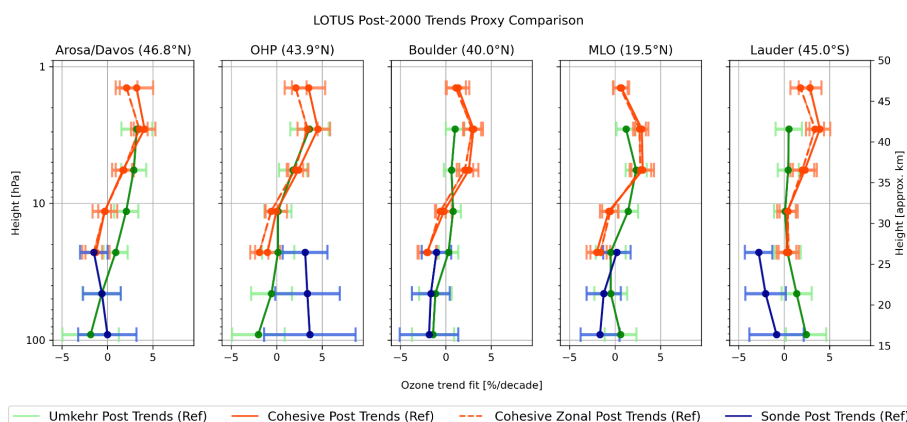 LOTUS Post-2000 Trends Proxy Comparison
Arosa/Davos (46.8°N) OHP (43.9°N) Boulder (40.0°N) MLO (19.5°N) Lauder (45.0°S)
Height [hPa]
1
10
100
Height [approx. km]
50
45
40
35
30
25
20
15
−5 0 5 −5 0 5 −5 0 5 −5 0 5 −5 0 5
Ozone trend fit [%/decade]
Umkehr Post Trends (Ref) Cohesive Post Trends (Ref) Cohesive Zonal Post Trends (Ref) Sonde Post Trends (Ref)